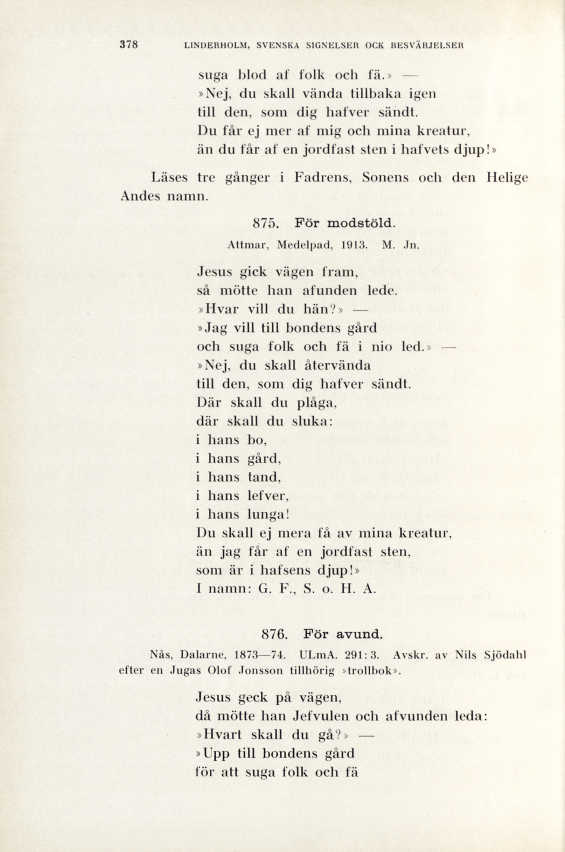 378 LINDERHOLM, SVENSKA SIGNELSER OCK BESVÄRJELSER
suga blod af folk och fä.» —
»Nej, du skall vända tillbaka igen
till den, som dig hafver sändt.
Du får ej mer af mig och mina kreatur,
än du får af en jordfast sten i hafvets djup!»
Läses tre gånger i Fadrens, Sonens och den Helige
Andes namn.
875. För modstöld.
Attmar, Medelpad, 1913. M. Jn.
Jesus gick vägen fram,
så mötte han afunden lede.
»Hvar vill du hän?» —
»Jag vill till bondens gård
och suga folk och fä i nio led.» —
»Nej, du skall återvända
till den, som dig hafver sändt.
Där skall du plåga,
där skall du sluka:
i hans bo,
i hans gård,
i hans tand,
i hans lefver,
i hans lunga!
Du skall ej mera få av mina kreatur,
än jag får af en jordfast sten,
som är i hafsens djup!»
I namn: G. F., S. o. H. A.
876. För avund.
Nås, Dalarne, 1873—74. ULmA. 291: 3. Avskr. av Nils Sjödahl
efter en Jugas Olof Jonsson tillhörig »trollbok».
Jesus geck på vägen,
då mötte han Jefvulen och afvunden leda:
»Hvart skall du gå?» —
»Upp till bondens gård
för att suga folk och fä